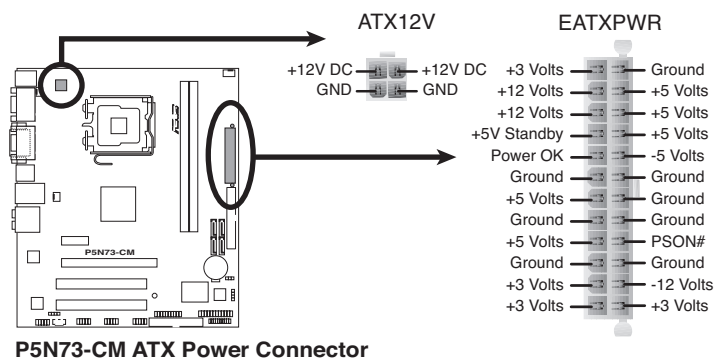 ATX12V
+12V DC +12V DC
GND GND
EATXPWR
+3 Volts Ground
+12 Volts +5 Volts
+12 Volts +5 Volts
+5V Standby +5 Volts
Power OK -5 Volts
Ground Ground
+5 Volts Ground
Ground Ground
+5 Volts PSON#
Ground Ground
+3 Volts -12 Volts
+3 Volts +3 Volts
P5N73-CM
P5N73-CM ATX Power Connector